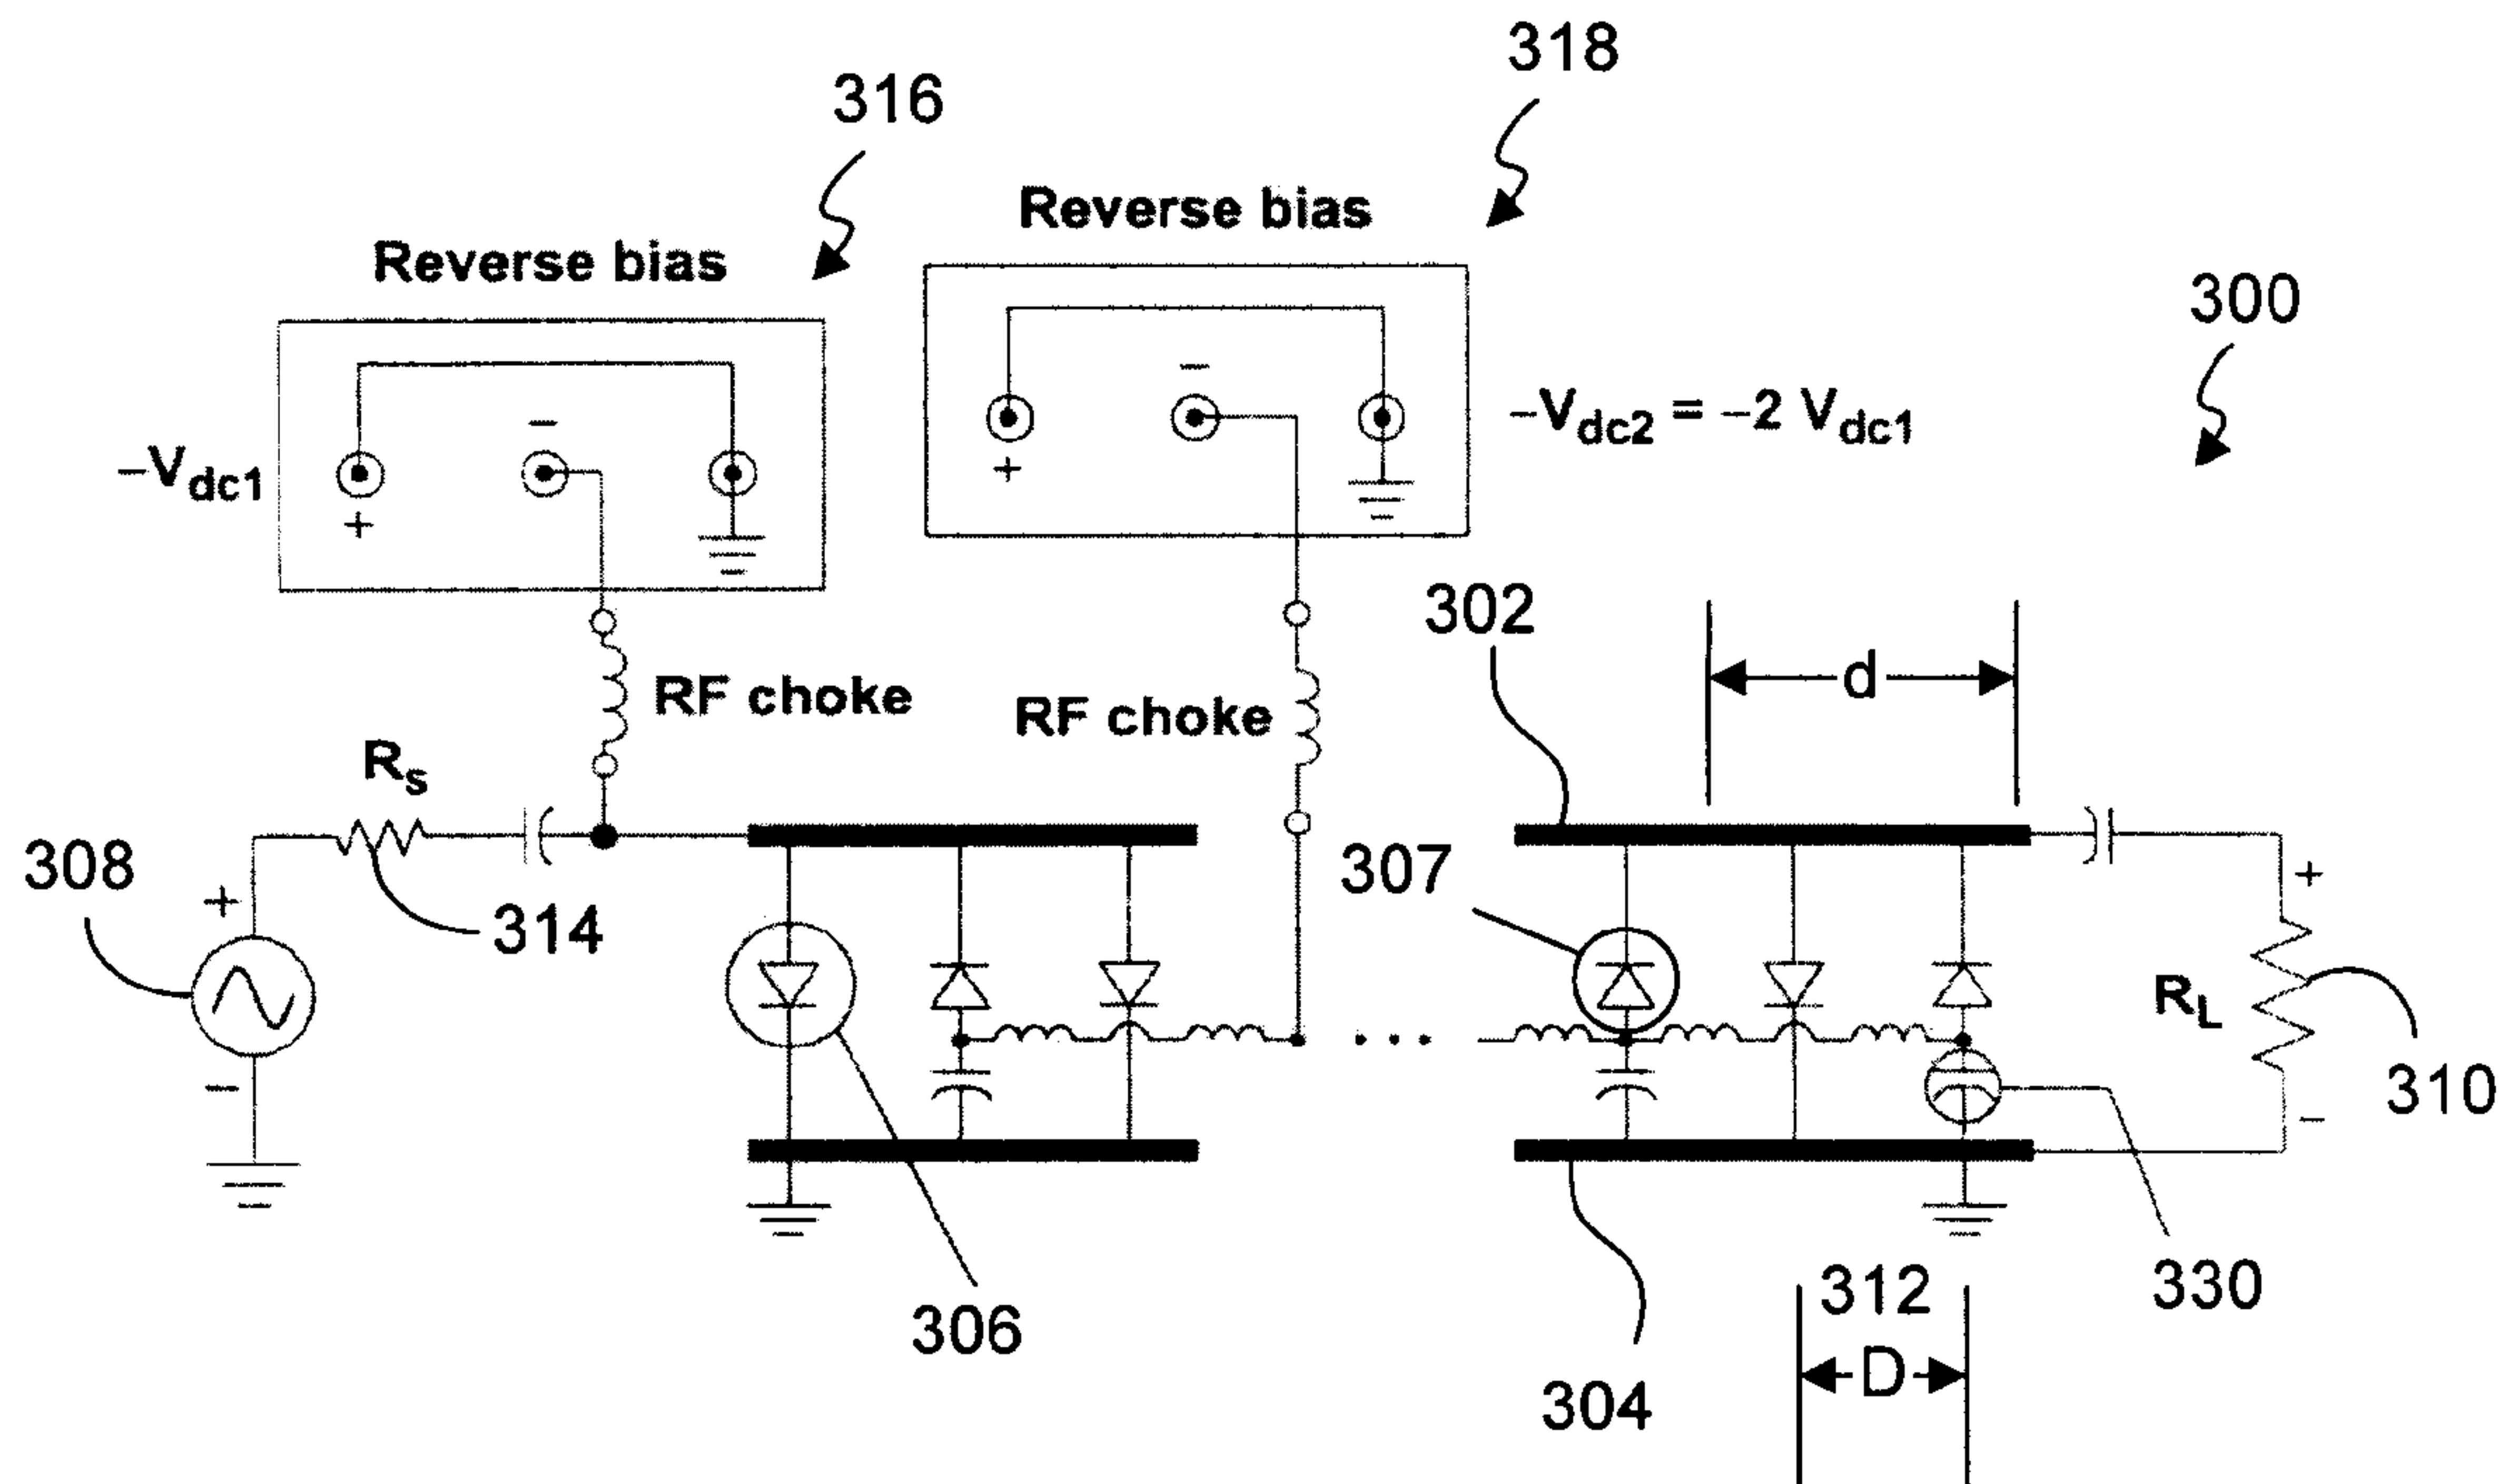 318
316
Reverse bias
Reverse bias
300
−
−Vdc2 = −2 Vdc1
−
−Vdc1
+
+
302
d
RF choke
RF choke
Rs
308
+
314
307
+
RL
−
310
−
306
312
330
D
304